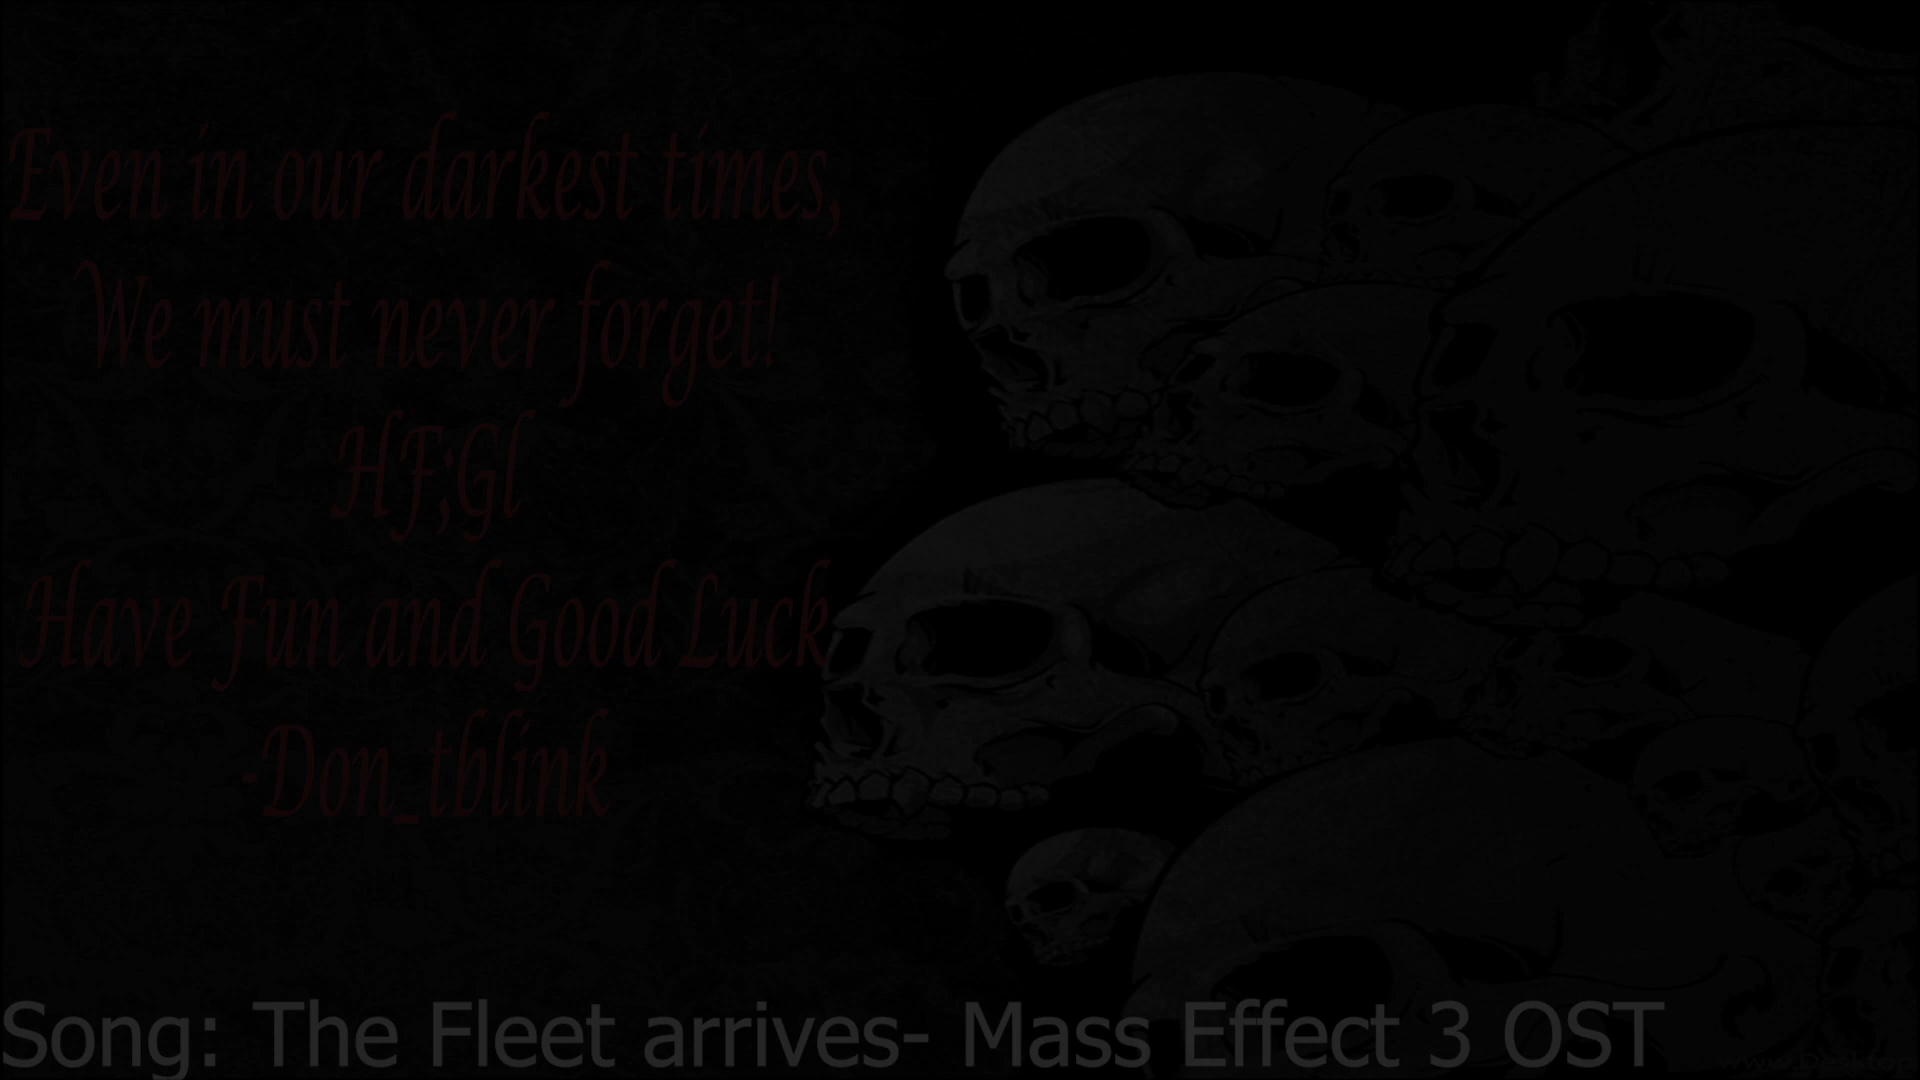 Even in our darkest times,
We must never forget!
HF;Gl
Have Fun and Good Luck
-Don_tblink
Song: The Fleet arrives- Mass Effect 3 OST